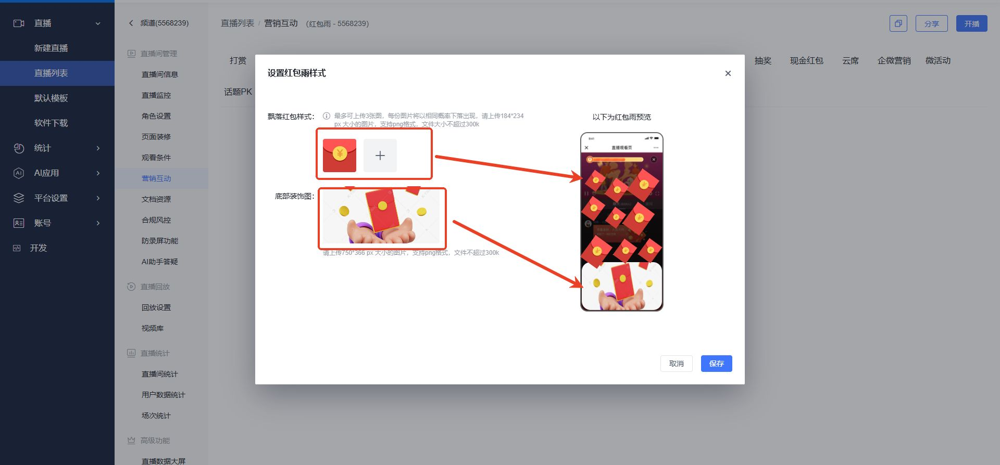 直播
新建直播
直播列表
默认模板
软件下载
统计
AI应用
平台设置
账号
开发
频道(5568239)
直播间管理
直播间信息
直播监控
角色设置
页面装修
观看条件
营销互动
文档资源
合规风控
防录屏功能
AI助手答疑
直播回放
回放设置
视频库
直播统计
直播间统计
用户数据统计
场次统计
高级功能
直播数据大屏
直播列表 / 营销互动 (红包雨 - 5568239)
分享
开播
打赏
抽奖
现金红包
云席
企微营销
微活动
话题PK
设置红包雨样式
飘落红包样式：
最多可上传3张图，每份图片将以相同概率下落出现，请上传184*234
px 大小的图片，支持png格式，文件大小不超过300k
底部装饰图：
请上传750*366 px 大小的图片，支持png格式，文件不超过300k
以下为红包雨预览
9:41
直播观看页
取消
保存